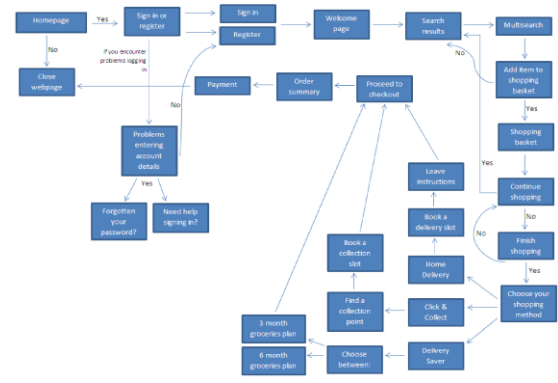 Homepage
Yes
Sign in or
register
Sign in
Register
Welcome
page
Search
results
Multisearch
No
If you encounter
problems logging
in
No
Add item to
shopping
basket
Close
webpage
Payment
Order
summary
Proceed to
checkout
Yes
No
Problems
entering
account
details
Shopping
basket
Yes
Leave
instructions
Continue
shopping
Yes
Forgotten
your
password?
Need help
signing in?
Book a
delivery slot
No
No
Finish
shopping
Book a
collection
slot
Home
Delivery
Yes
Choose your
shopping
method
Find a
collection
point
Click &
Collect
3 month
groceries plan
6 month
groceries plan
Choose
between:
Delivery
Saver